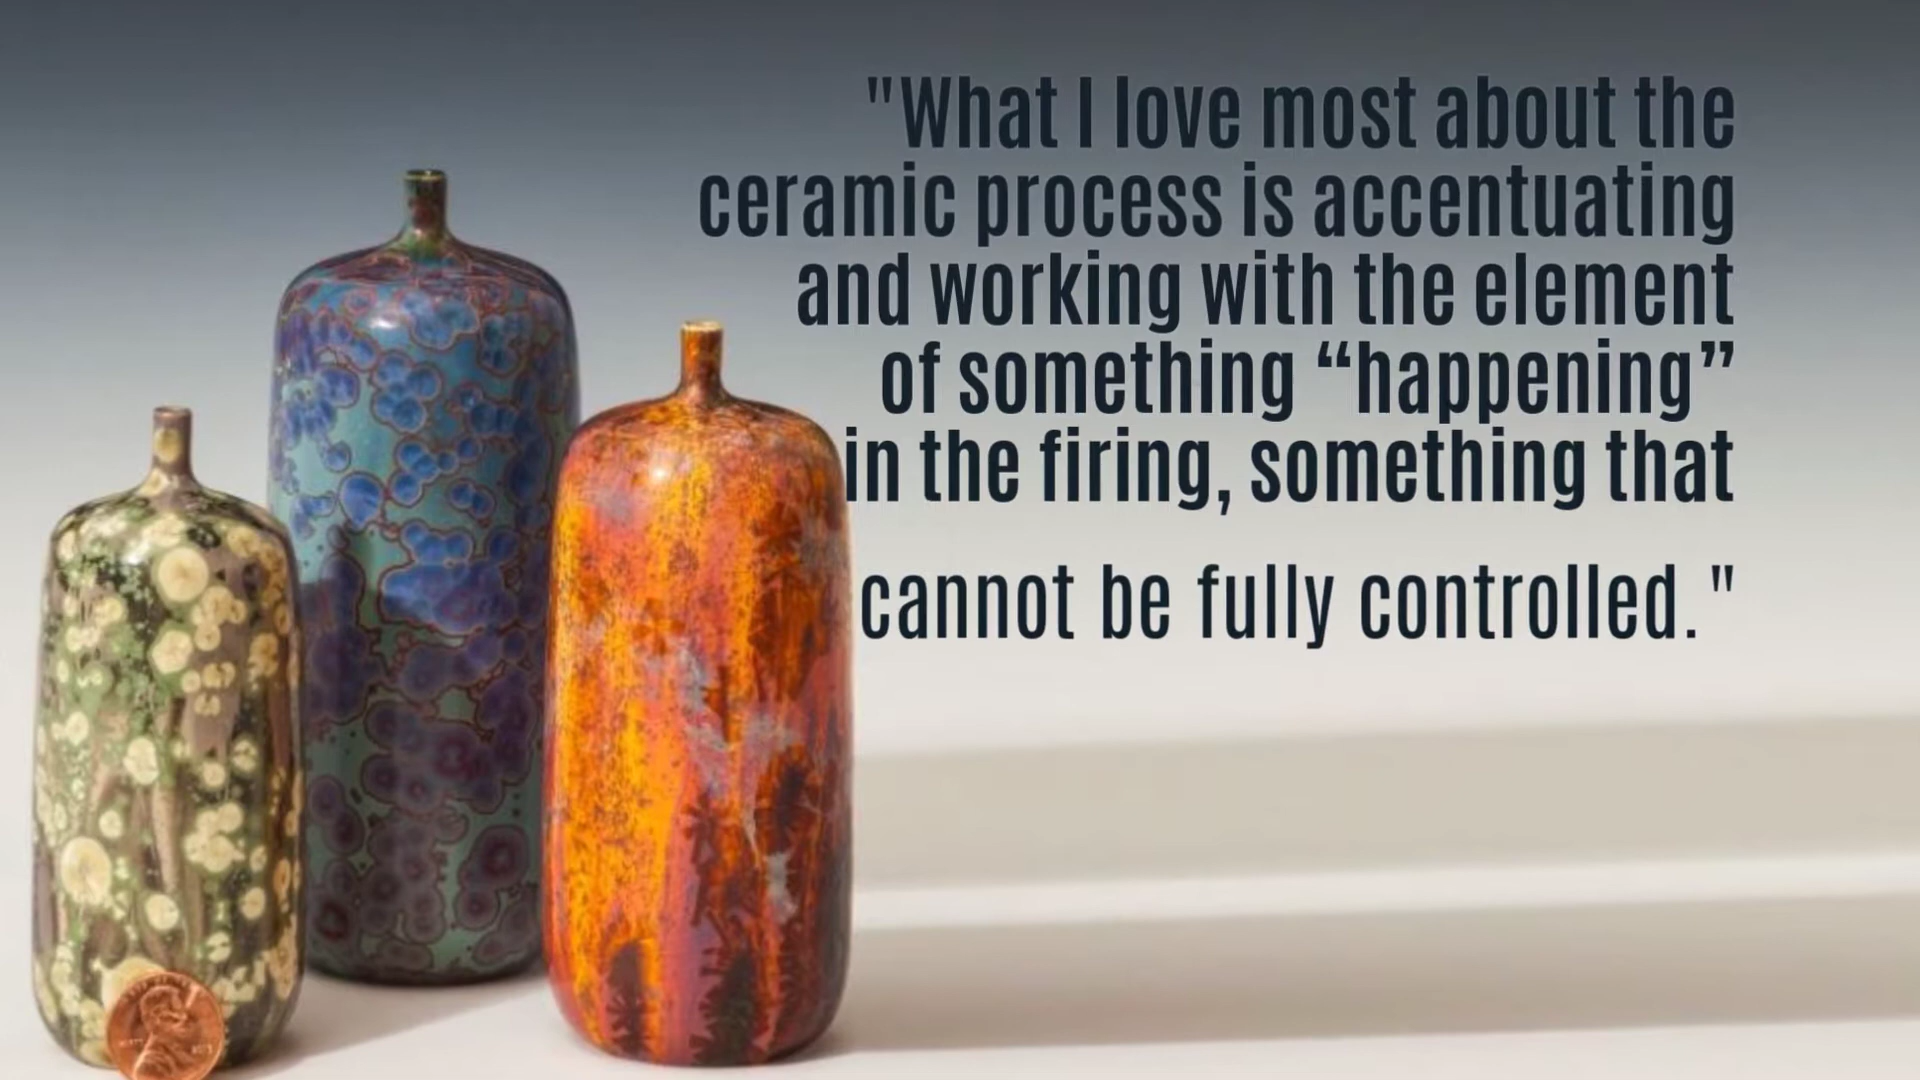 "What I love most about the
ceramic process is accentuating
and working with the element
of something “happening”
in the firing, something that
cannot be fully controlled. "